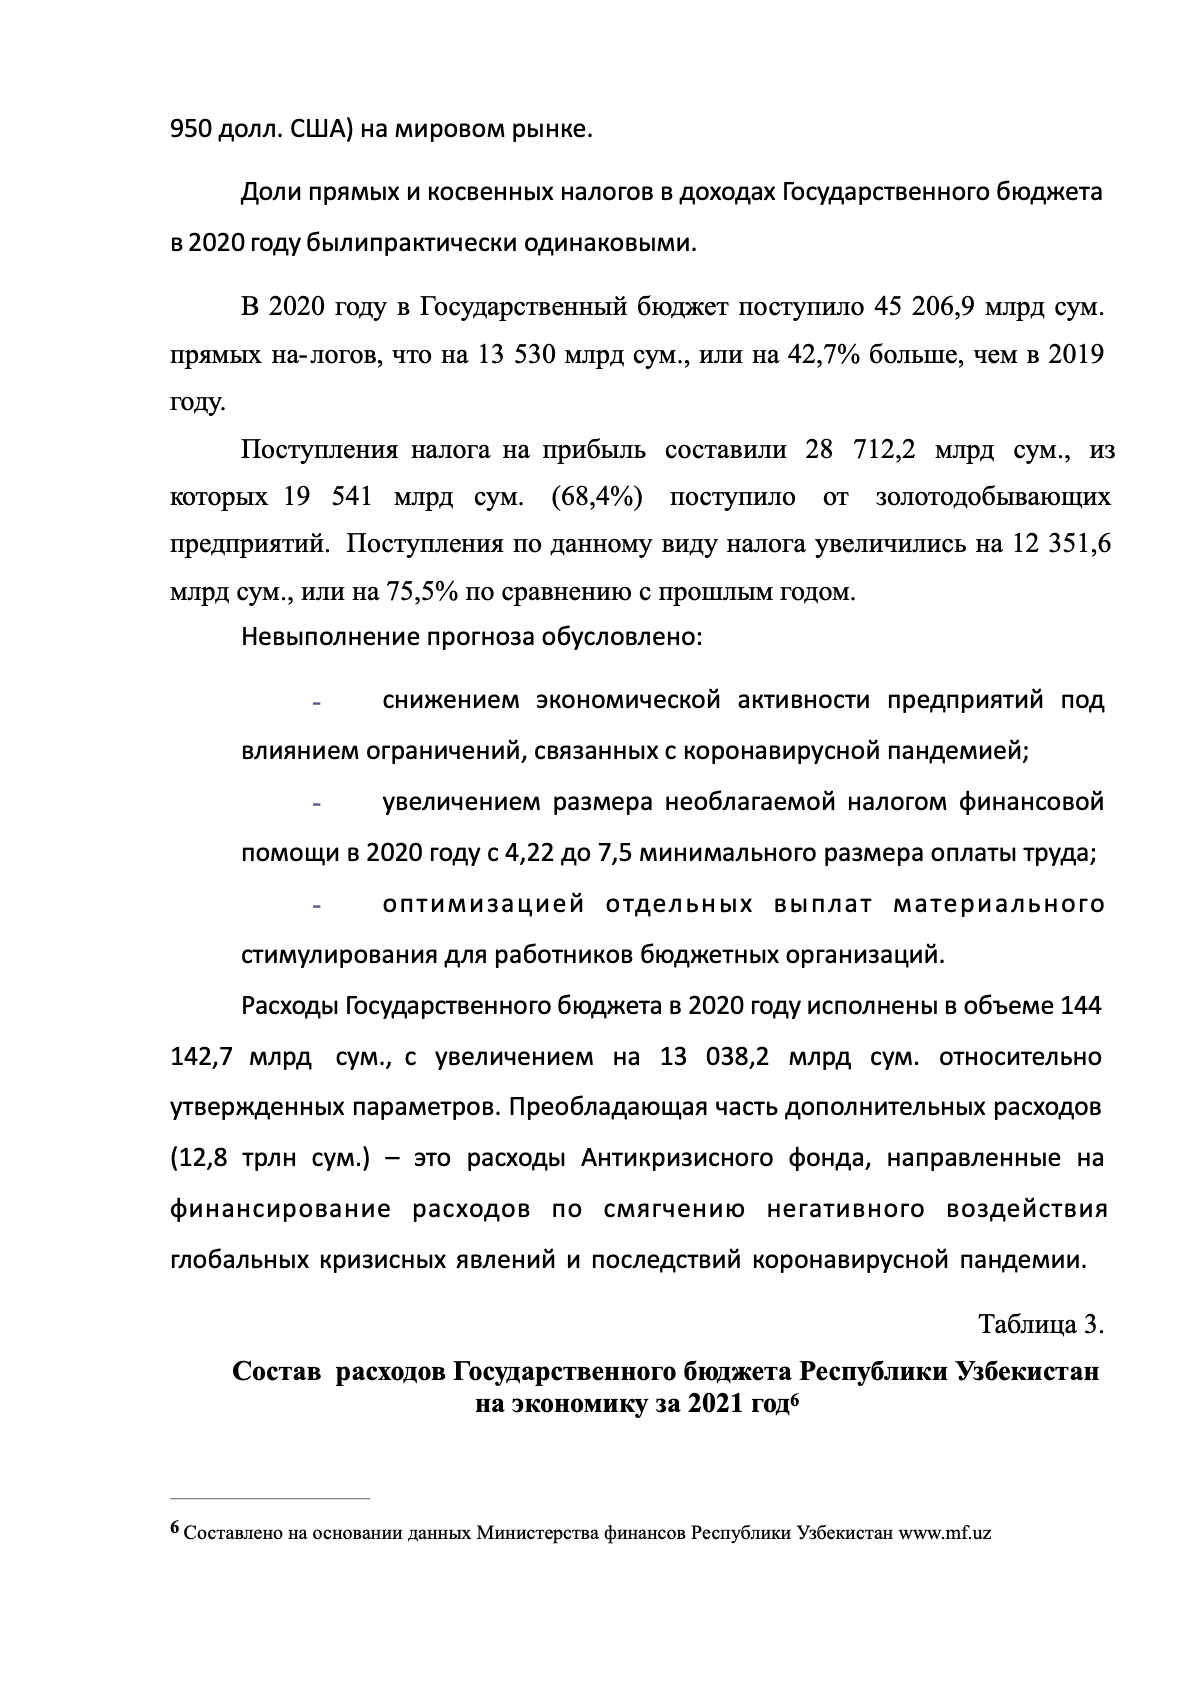 950 долл. США) на мировом рынке.
Доли прямых и косвенных налогов в доходах Государственного бюджета
в 2020 году былипрактически одинаковыми.
В 2020 году в Государственный бюджет поступило 45 206,9 млрд сум.
прямых на-логов, что на 13 530 млрд сум., или на 42,7% больше, чем в 2019
году.
Поступления налога на прибыль составили 28 712,2 млрд сум., из
которых 19 541 млрд сум. (68,4%) поступило от золотодобывающих
предприятий. Поступления по данному виду налога увеличились на 12 351,6
млрд сум., или на 75,5% по сравнению с прошлым годом.
Невыполнение прогноза обусловлено:
- снижением экономической активности предприятий под
влиянием ограничений, связанных с коронавирусной пандемией;
- увеличением размера необлагаемой налогом финансовой
помощи в 2020 году с 4,22 до 7,5 минимального размера оплаты труда;
- оптимизацией отдельных выплат материального
стимулирования для работников бюджетных организаций.
Расходы Государственного бюджета в 2020 году исполнены в объеме 144
142,7 млрд сум., с увеличением на 13 038,2 млрд сум. относительно
утвержденных параметров. Преобладающая часть дополнительных расходов
(12,8 трлн сум.) – это расходы Антикризисного фонда, направленные на
финансирование расходов по смягчению негативного воздействия
глобальных кризисных явлений и последствий коронавирусной пандемии.
Таблица 3.
Состав расходов Государственного бюджета Республики Узбекистан
на экономику за 2021 год6
6 Составлено на основании данных Министерства финансов Республики Узбекистан www.mf.uz